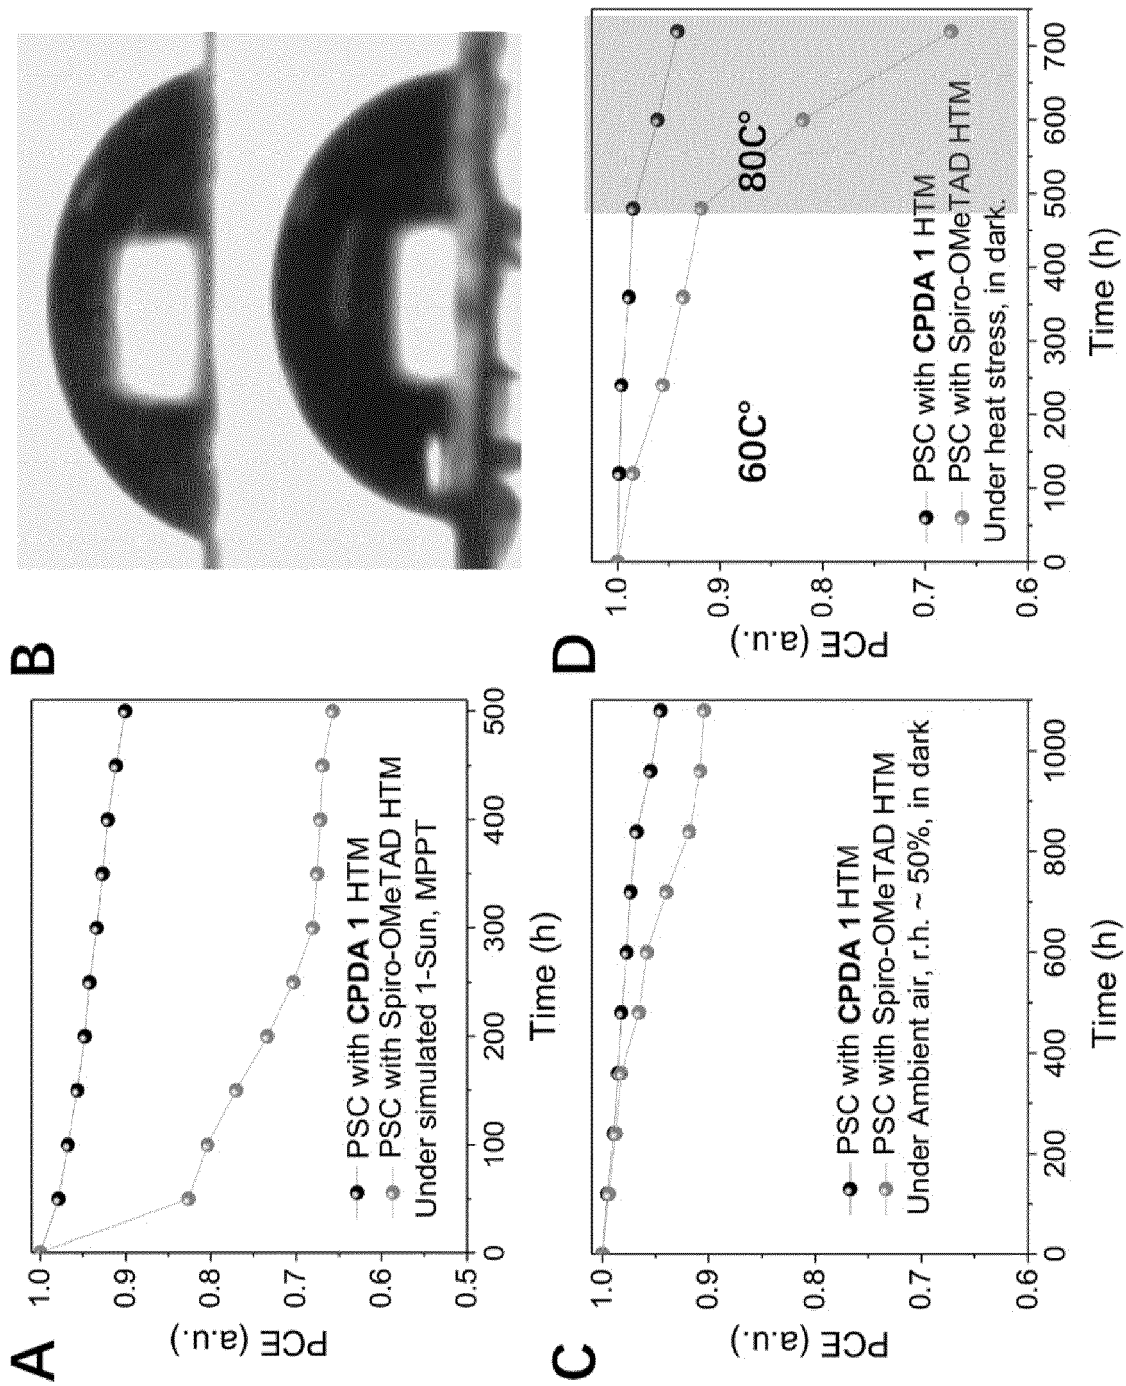 A
PCE (a.u.)
1.0
0.9
0.8
0.7
0.6
0.5
PSC with CPDA 1 HTM
PSC with Spiro-OMeTAD HTM
Under simulated 1-Sun, MPPT
0 100 200 300 400 500
Time (h)
B
C
PCE (a.u.)
1.0
0.9
0.8
0.7
0.6
PSC with CPDA 1 HTM
PSC with Spiro-OMeTAD HTM
Under Ambient air, r.h. ~ 50%, in dark
0 200 400 600 800 1000
Time (h)
D
PCE (a.u.)
1.0
0.9
0.8
0.7
0.6
60C°
80C°
PSC with CPDA 1 HTM
PSC with Spiro-OMeTAD HTM
Under heat stress, in dark.
0 100 200 300 400 500 600 700
Time (h)